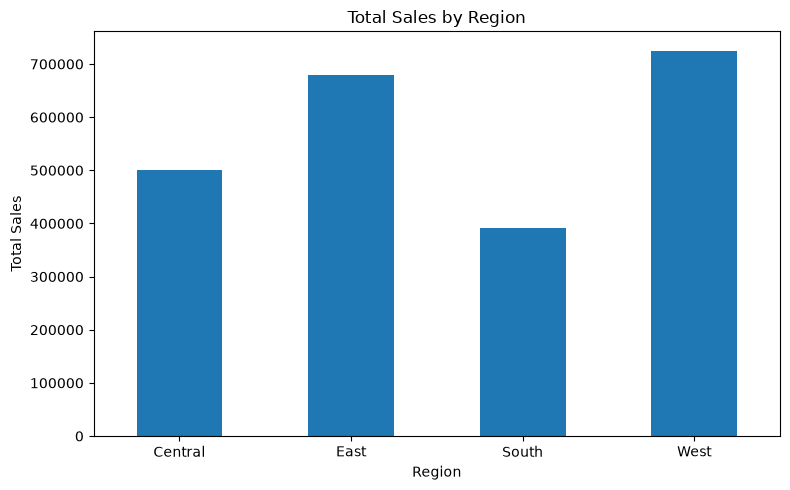 Total Sales by Region
Total Sales
700000
600000
500000
400000
300000
200000
100000
0
Central East South West
Region